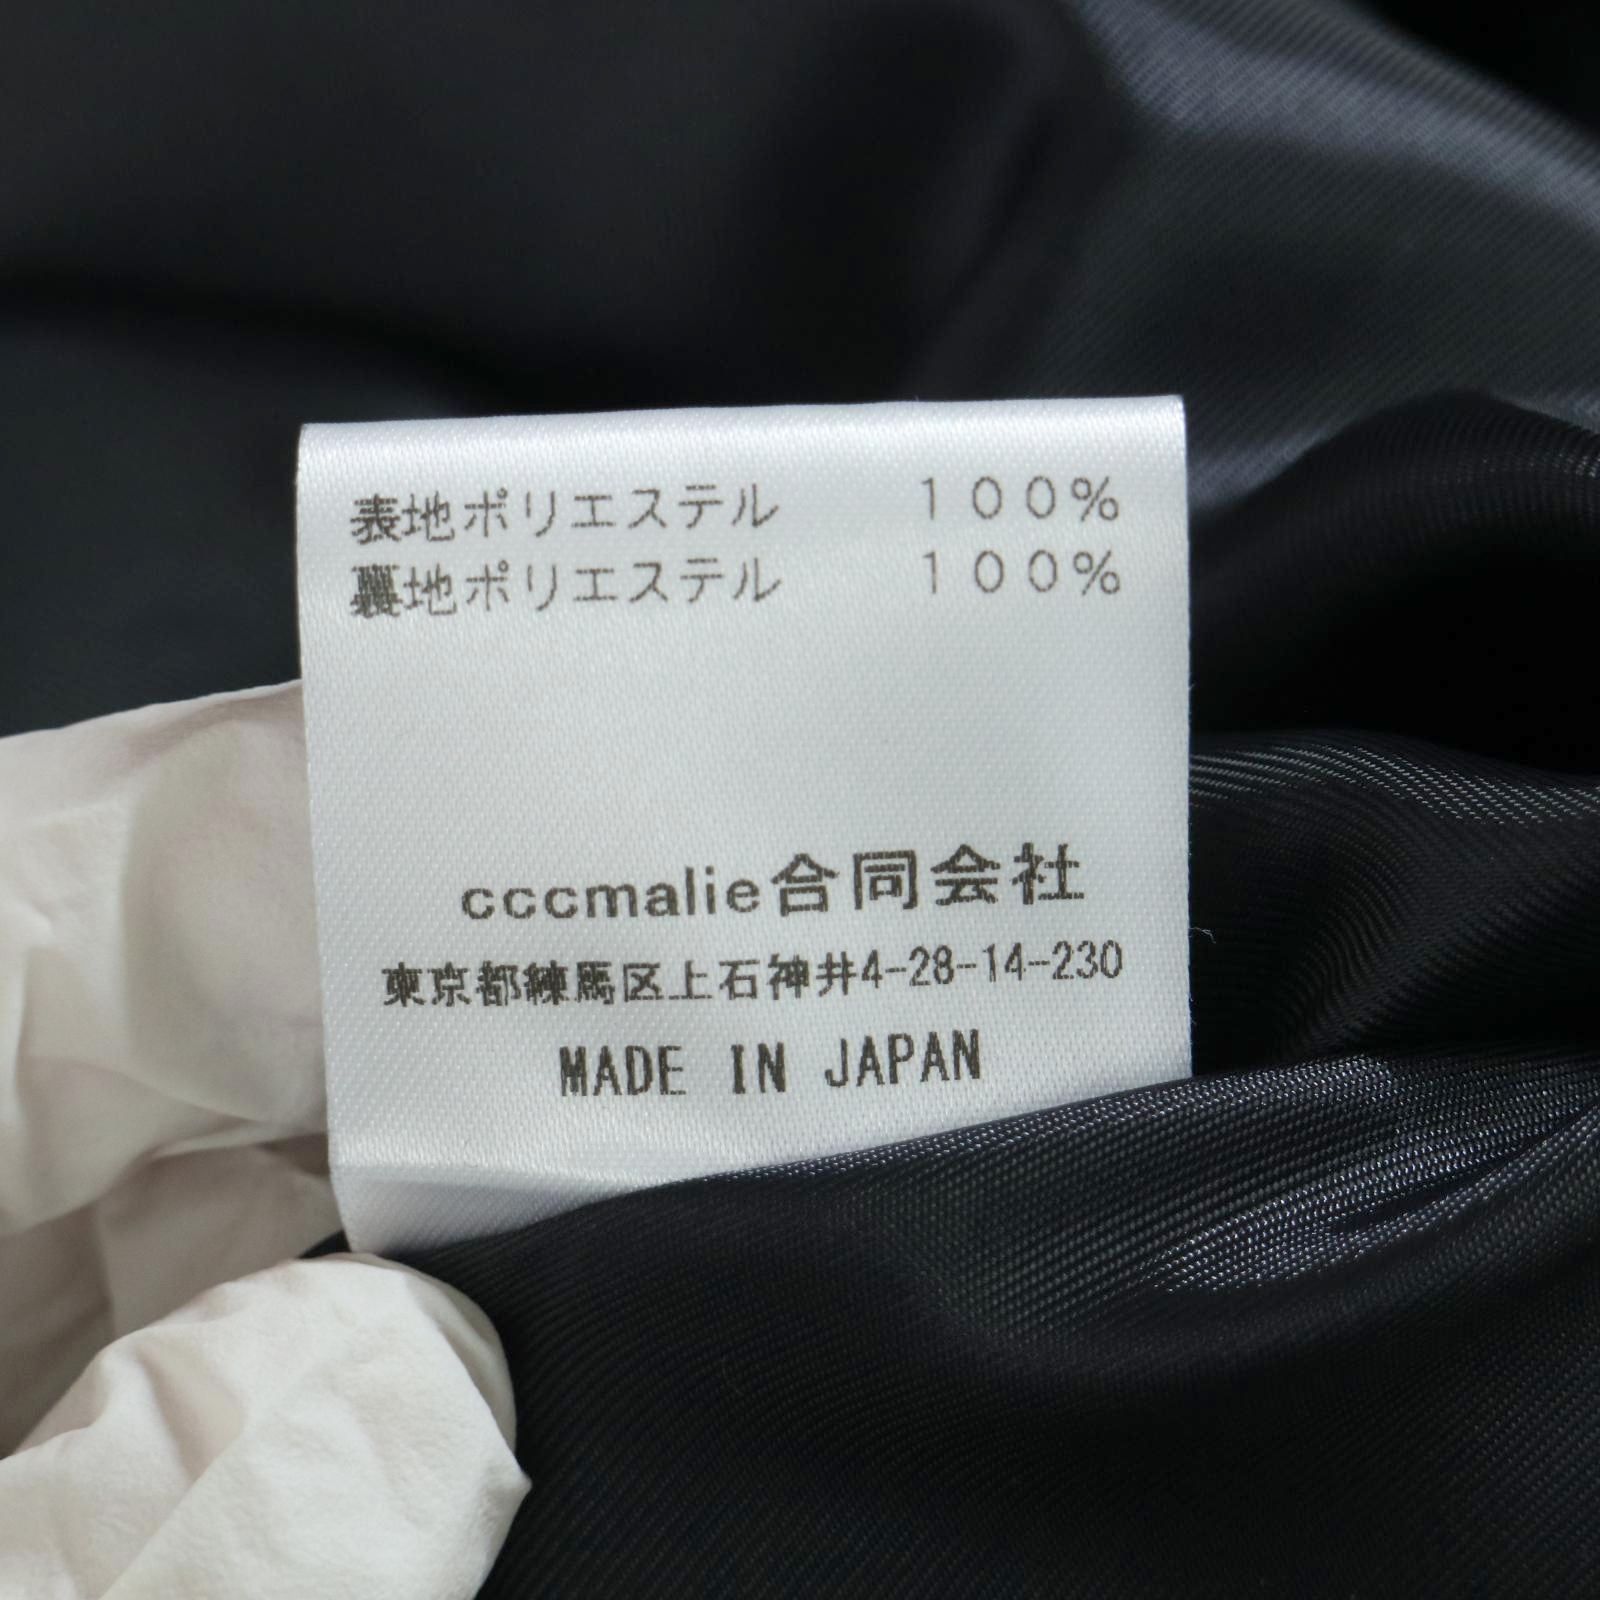 表地ポリエステル　１００％
裏地ポリエステル　１００％
cccmalie合同会社
東京都練馬区上石神井4-28-14-230
MADE IN JAPAN